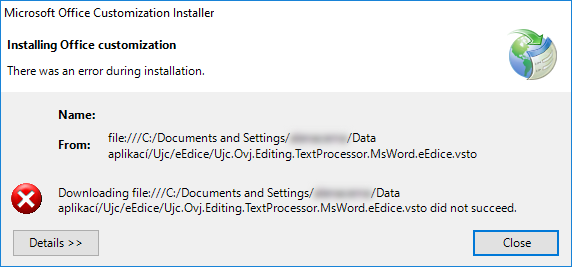 Microsoft Office Customization Installer
Installing Office customization
There was an error during installation.
Name:
From: file:///C:/Documents and Settings/ /Data
aplikací/Ujc/eEdice/Ujc.Ovj.Editing.TextProcessor.MsWord.eEdice.vsto
Downloading file:///C:/Documents and Settings/ /Data
aplikací/Ujc/eEdice/Ujc.Ovj.Editing.TextProcessor.MsWord.eEdice.vsto did not succeed.
Details >> Close